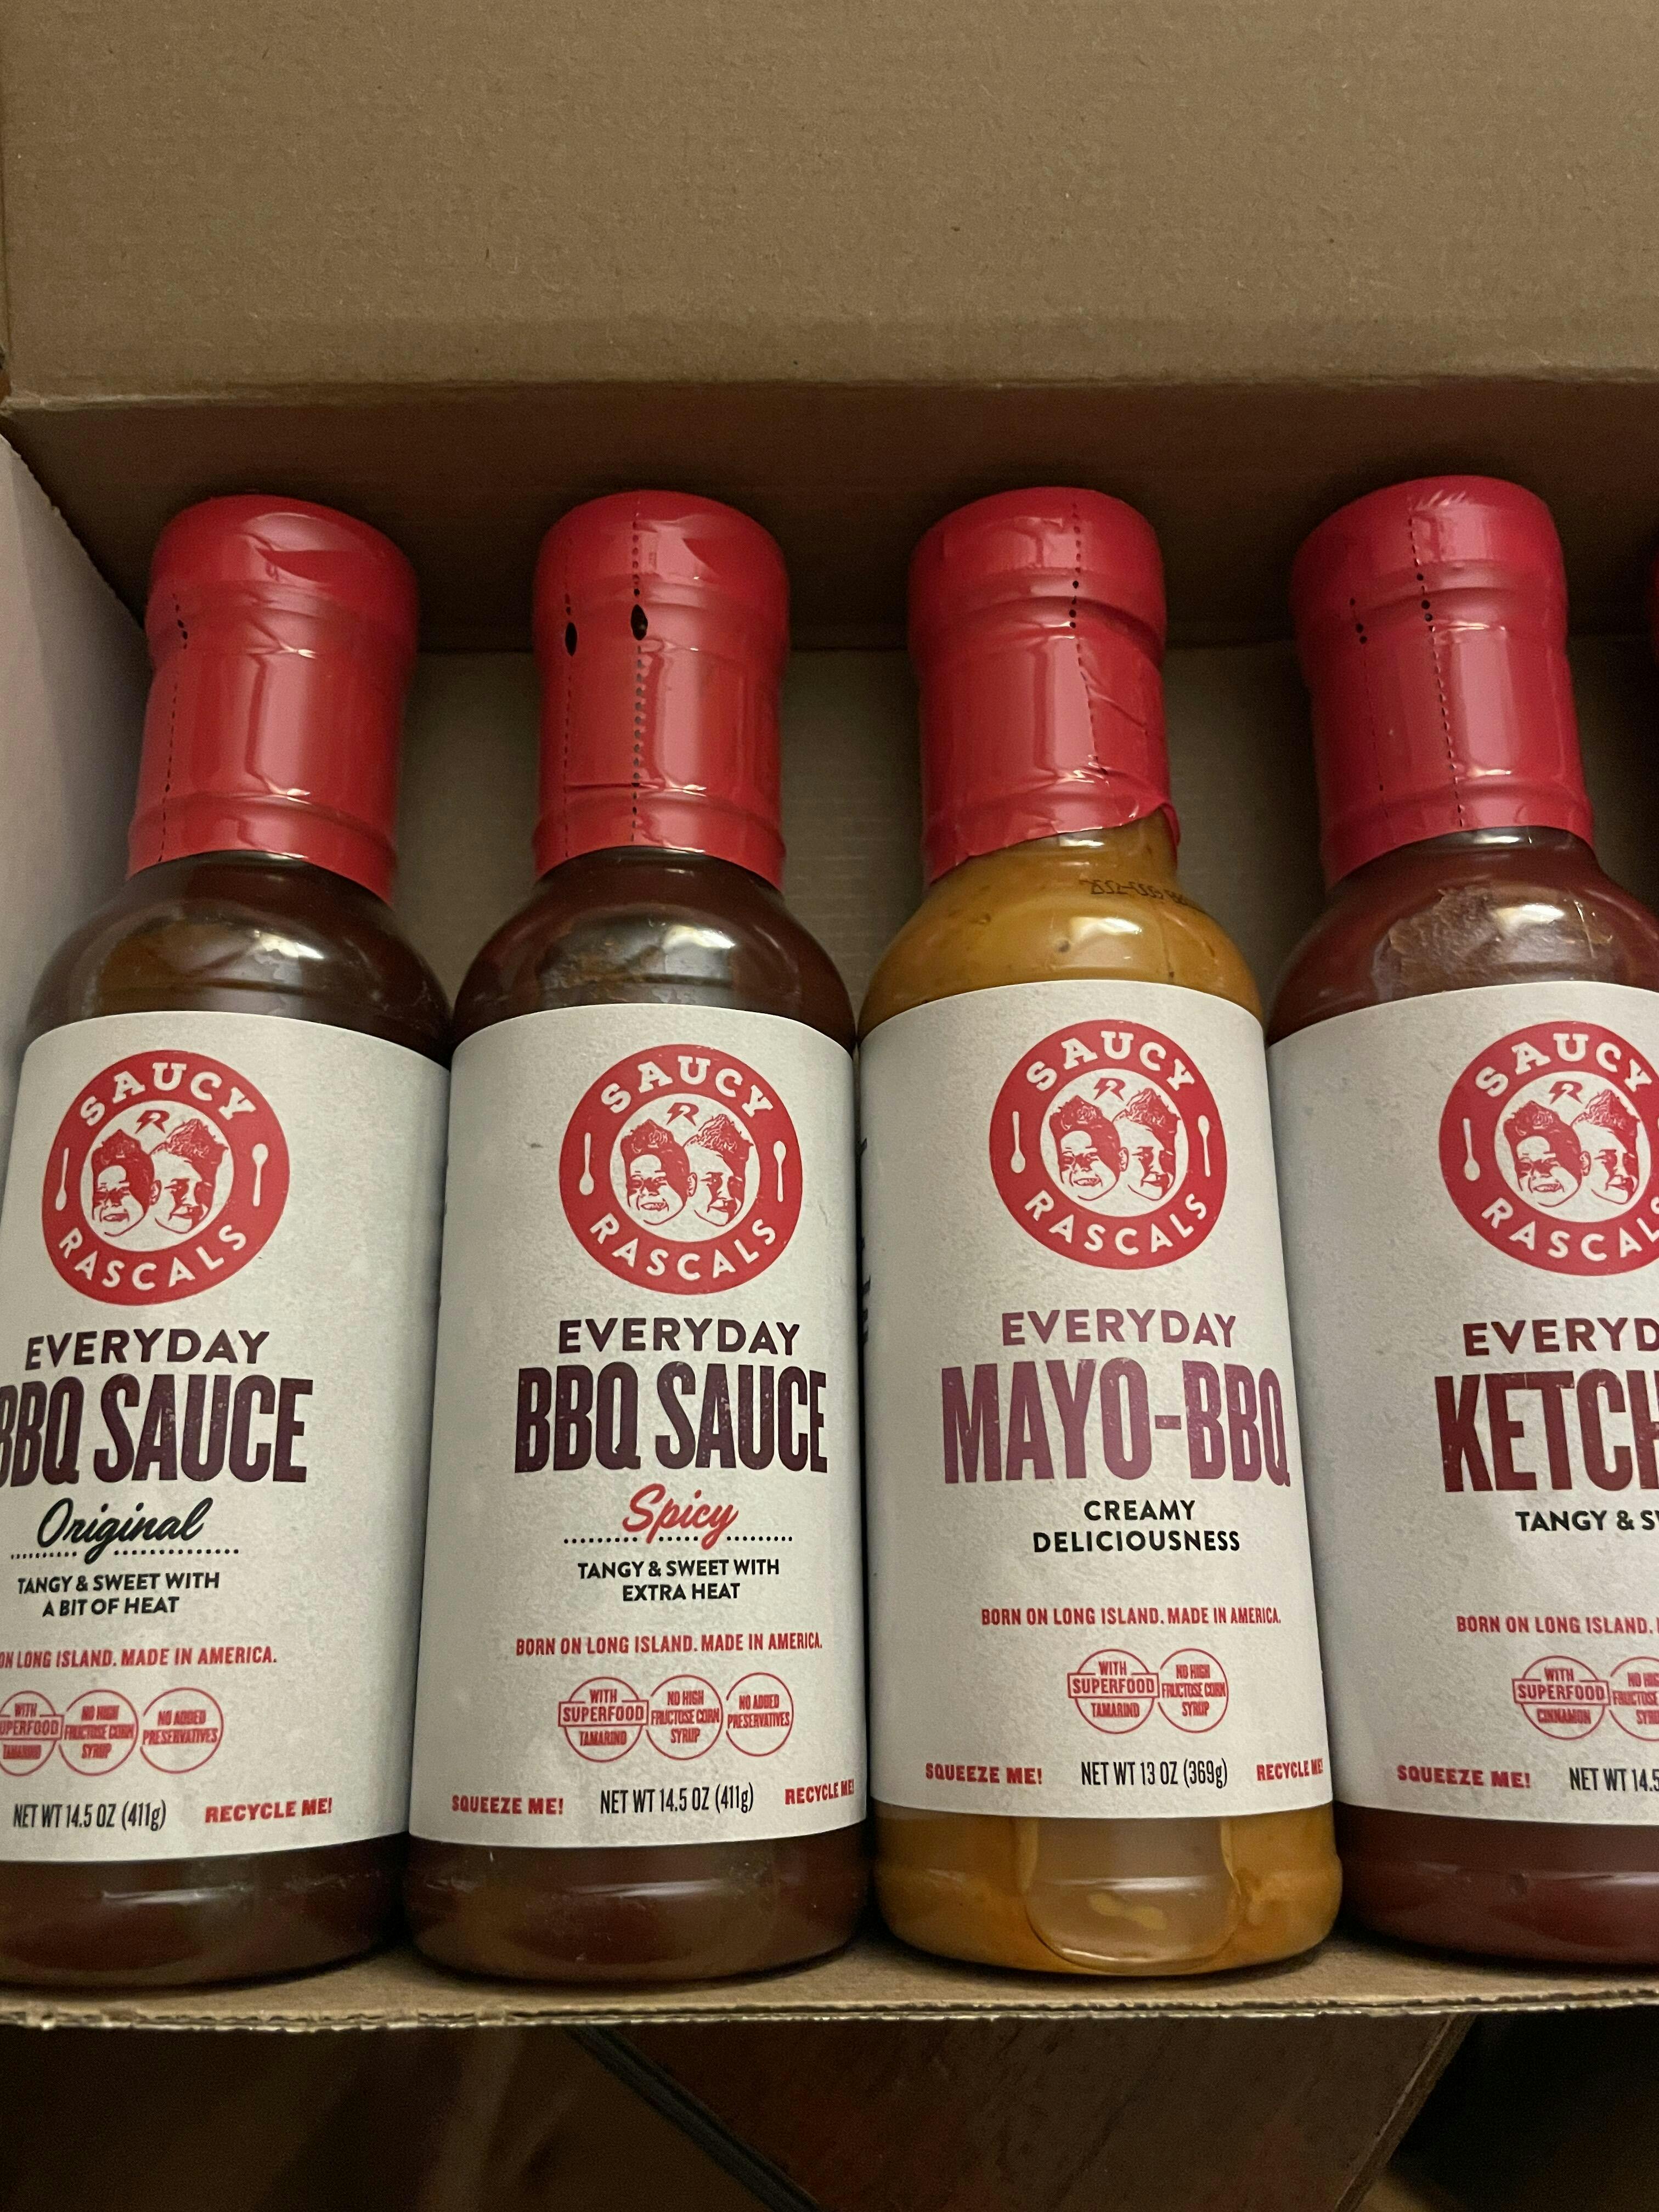 SAUCY
R
RASCALS
EVERYDAY
BBQ SAUCE
Original
TANGY & SWEET WITH
A BIT OF HEAT
ON LONG ISLAND. MADE IN AMERICA.
WITH
SUPERFOOD
TAMARIND
NO HIGH
FRUCTOSE CORN
SYRUP
NO ADDED
PRESERVATIVES
NET WT 14.5 OZ (411g)
RECYCLE ME!
SAUCY
R
RASCALS
EVERYDAY
BBQ SAUCE
Spicy
TANGY & SWEET WITH
EXTRA HEAT
BORN ON LONG ISLAND. MADE IN AMERICA.
WITH
SUPERFOOD
TAMARIND
NO HIGH
FRUCTOSE CORN
SYRUP
NO ADDED
PRESERVATIVES
SQUEEZE ME!
NET WT 14.5 OZ (411g)
RECYCLE ME!
SAUCY
R
RASCALS
EVERYDAY
MAYO-BBQ
CREAMY
DELICIOUSNESS
BORN ON LONG ISLAND. MADE IN AMERICA.
WITH
SUPERFOOD
TAMARIND
NO HIGH
FRUCTOSE CORN
SYRUP
SQUEEZE ME!
NET WT 13 OZ (369g)
RECYCLE ME!
SAUCY
R
RASCALS
EVERYD
KETCH
TANGY & SW
BORN ON LONG ISLAND.
WITH
SUPERFOOD
CINNAMON
NO HIGH
FRUCTOSE
SYRUP
SQUEEZE ME!
NET WT 14.5